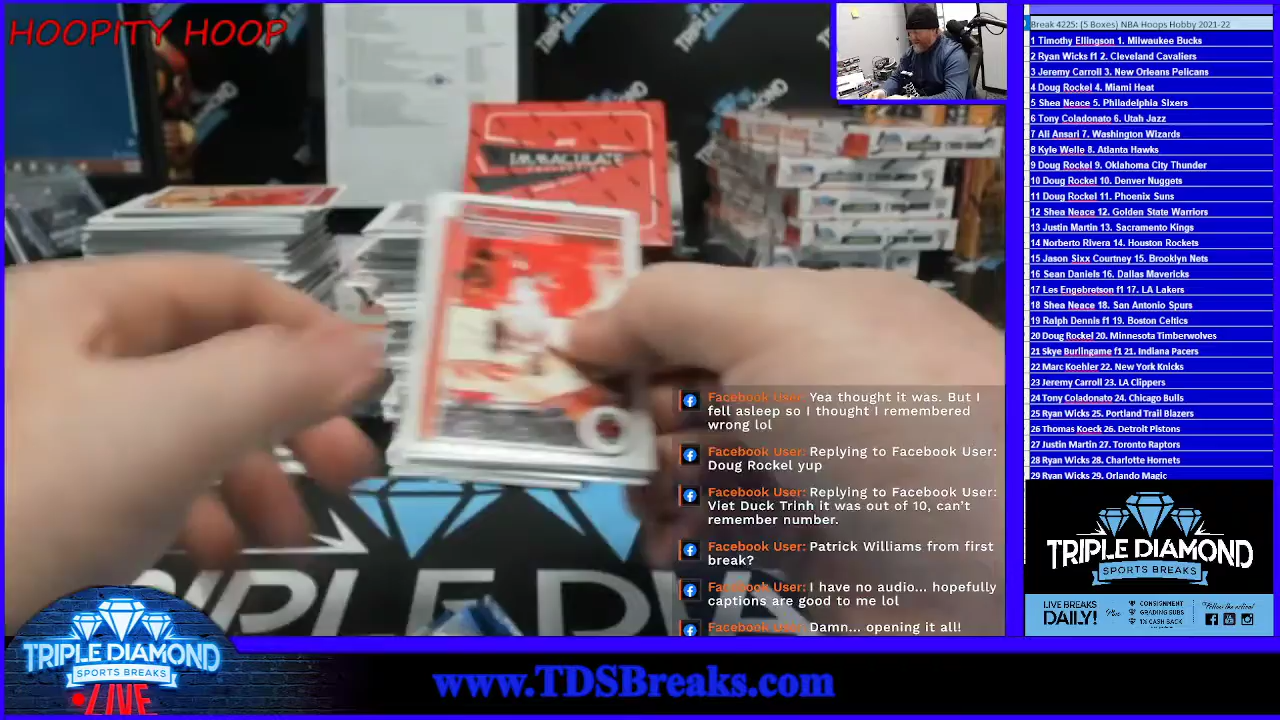 HOOPITY HOOP
IMMACULATE
COLLECTION
Facebook User: Yea thought it was. But I
fell asleep so I thought I remembered
wrong lol
Facebook User: Replying to Facebook User:
Doug Rockel yup
Facebook User: Replying to Facebook User:
Viet Duck Trinh it was out of 10, can't
remember number.
Facebook User: Patrick Williams from first
break?
Facebook User: I have no audio... hopefully
captions are good to me lol
Facebook User: Damn... opening it all!
Break 4225: (5 Boxes) NBA Hoops Hobby 2021-22
1 Timothy Ellingson 1. Milwaukee Bucks
2 Ryan Wicks f1 2. Cleveland Cavaliers
3 Jeremy Carroll 3. New Orleans Pelicans
4 Doug Rockel 4. Miami Heat
5 Shea Neace 5. Philadelphia Sixers
6 Tony Coladonato 6. Utah Jazz
7 Ali Ansari 7. Washington Wizards
8 Kyle Welle 8. Atlanta Hawks
9 Doug Rockel 9. Oklahoma City Thunder
10 Doug Rockel 10. Denver Nuggets
11 Doug Rockel 11. Phoenix Suns
12 Shea Neace 12. Golden State Warriors
13 Justin Martin 13. Sacramento Kings
14 Norberto Rivera 14. Houston Rockets
15 Jason Sixx Courtney 15. Brooklyn Nets
16 Sean Daniels 16. Dallas Mavericks
17 Les Engebretson f1 17. LA Lakers
18 Shea Neace 18. San Antonio Spurs
19 Ralph Dennis f1 19. Boston Celtics
20 Doug Rockel 20. Minnesota Timberwolves
21 Skye Burlingame f1 21. Indiana Pacers
22 Marc Koehler 22. New York Knicks
23 Jeremy Carroll 23. LA Clippers
24 Tony Coladonato 24. Chicago Bulls
25 Ryan Wicks 25. Portland Trail Blazers
26 Thomas Koeck 26. Detroit Pistons
27 Justin Martin 27. Toronto Raptors
28 Ryan Wicks 28. Charlotte Hornets
29 Ryan Wicks 29. Orlando Magic
TRIPLE DIAMOND
SPORTS BREAKS
LIVE BREAKS
DAILY!
Plus
CONSIGNMENT
GRADING SUBS
1% CASH BACK
TRIPLE DIAMOND
SPORTS BREAKS
LIVE
www.TDSBreaks.com